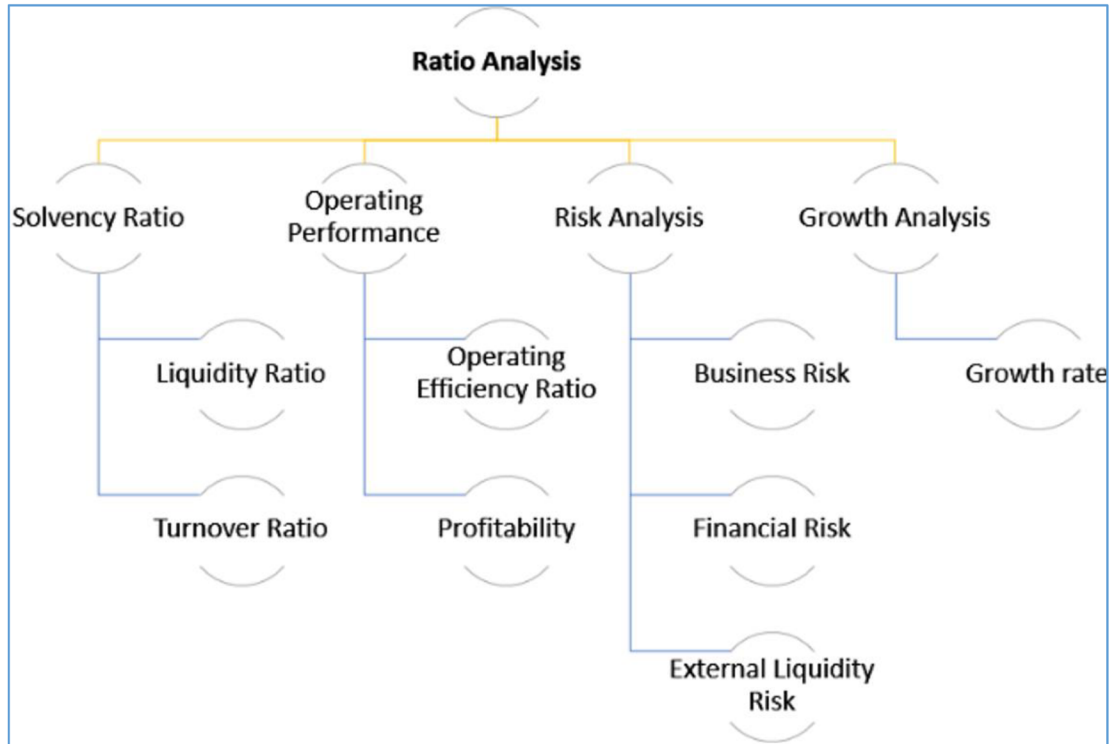 Ratio Analysis
Solvency Ratio
Operating
Performance
Risk Analysis
Growth Analysis
Liquidity Ratio
Operating
Efficiency Ratio
Business Risk
Growth rate
Turnover Ratio
Profitability
Financial Risk
External Liquidity
Risk